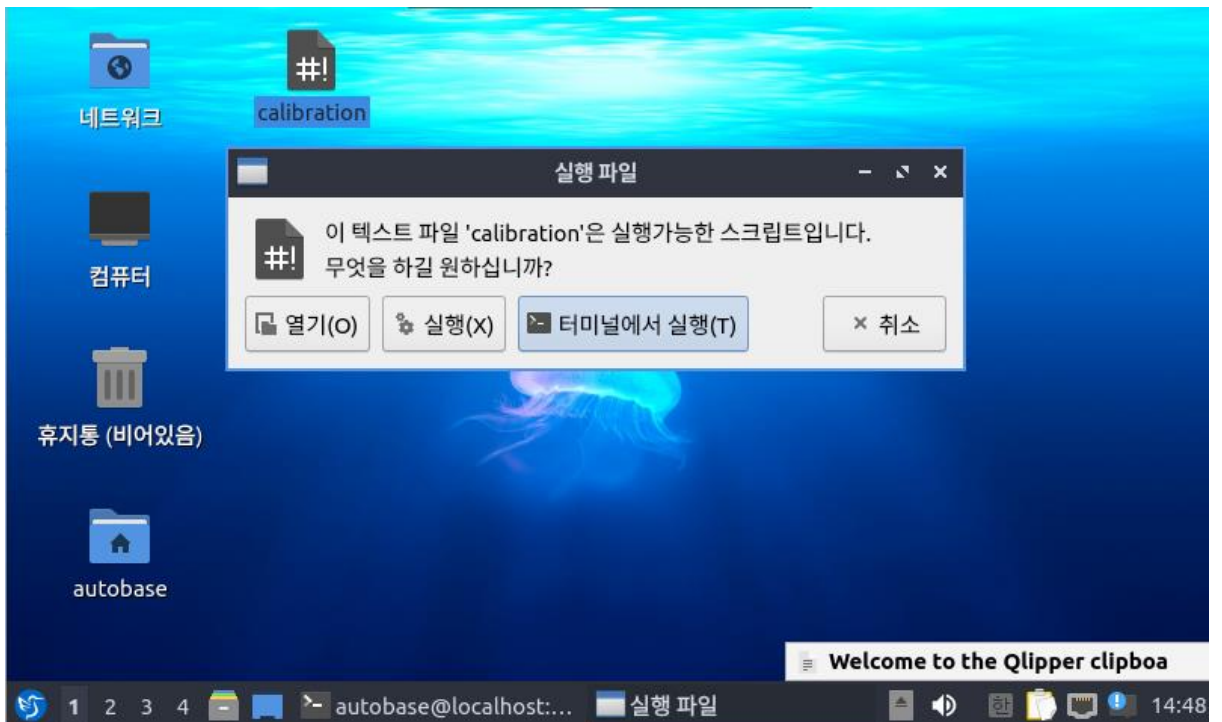 네트워크
#!
calibration
실행 파일
컴퓨터
#!
이 텍스트 파일 'calibration'은 실행가능한 스크립트입니다.
무엇을 하길 원하십니까?
열기(O)
실행(X)
터미널에서 실행(T)
취소
휴지통 (비어있음)
autobase
Welcome to the Qlipper clipboa
1 2 3 4 autobase@localhost:... 실행 파일 한 14:48